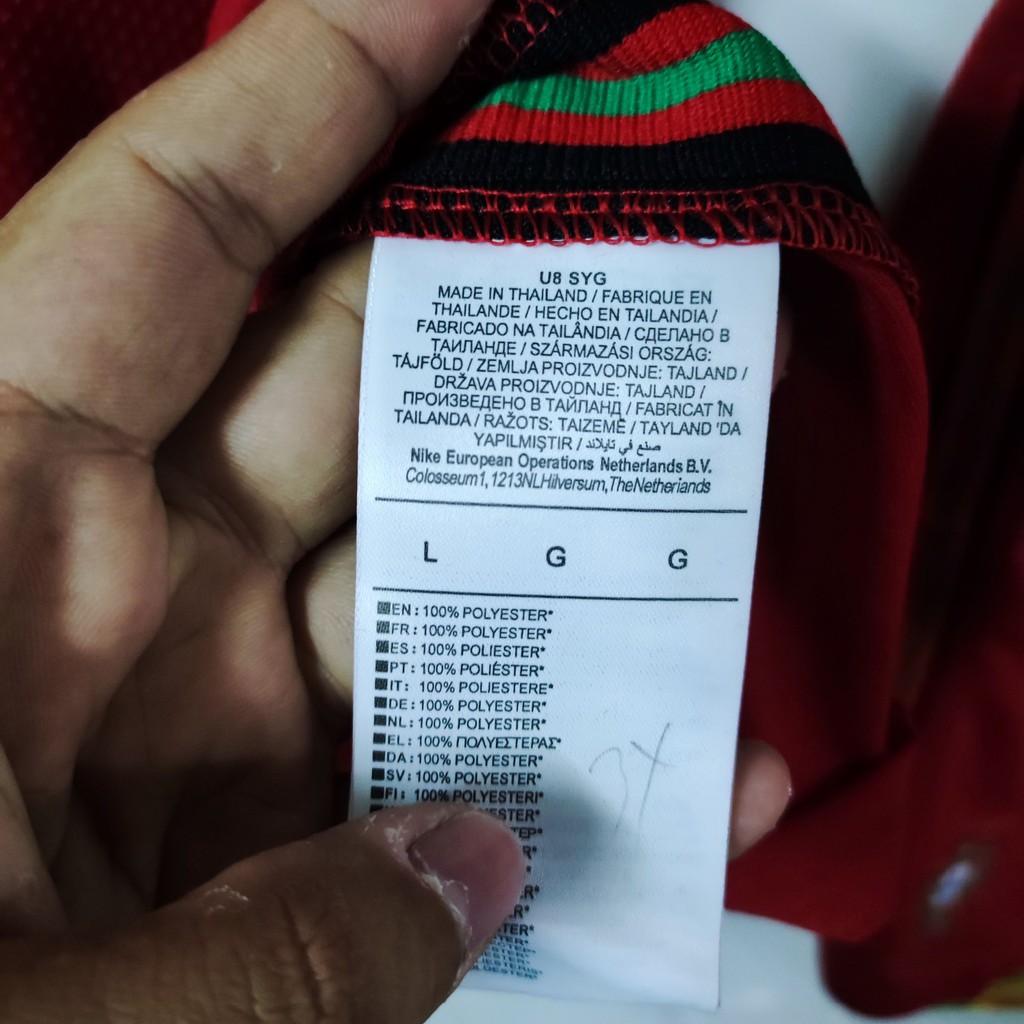 U8 SYG
MADE IN THAILAND / FABRIQUE EN
THAILANDE / HECHO EN TAILANDIA /
FABRICADO NA TAILÂNDIA / СДЕЛАНО В
ТАИЛАНДЕ / SZÁRMAZÁSI ORSZÁG:
TÁJFÖLD / ZEMLJA PROIZVODNJE: TAJLAND /
DRŽAVA PROIZVODNJE: TAJLAND /
ПРОИЗВЕДЕНО В ТАЙЛАНД / FABRICAT ÎN
TAILANDA / RAŽOTS: TAIZEMĒ / TAYLAND 'DA
YAPILMIŞTIR / صنع في تايلاند
Nike European Operations Netherlands B.V.
Colosseum1,1213NLHilversum,TheNetherlands
L G G
EN : 100% POLYESTER*
FR : 100% POLYESTER*
ES : 100% POLIESTER*
PT : 100% POLIÉSTER*
IT : 100% POLIESTERE*
DE : 100% POLYESTER*
NL : 100% POLYESTER*
EL : 100% ΠΟΛΥΕΣΤΕΡΑΣ*
DA : 100% POLYESTER*
SV : 100% POLYESTER*
FI : 100% POLYESTERI*
3X